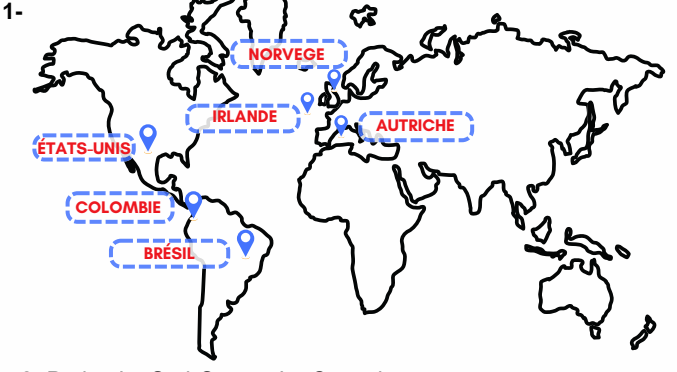 1-
NORVEGE
IRLANDE
AUTRICHE
ÉTATS-UNIS
COLOMBIE
BRÉSIL